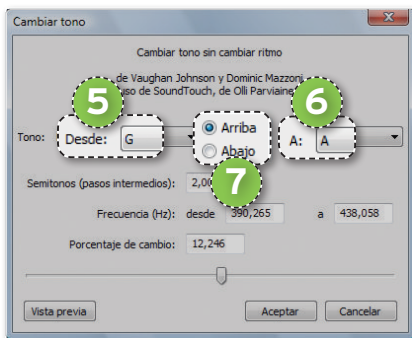 Cambiar tono
Cambiar tono sin cambiar ritmo
de Vaughan Johnson y Dominic Mazzoni
uso de SoundTouch, de Olli Parviaine
5
6
Tono: Desde: G Arriba Abajo A: A
7
Semitonos (pasos intermedios): 2,00
Frecuencia (Hz): desde 390,265 a 438,058
Porcentaje de cambio: 12,246
Vista previa Aceptar Cancelar